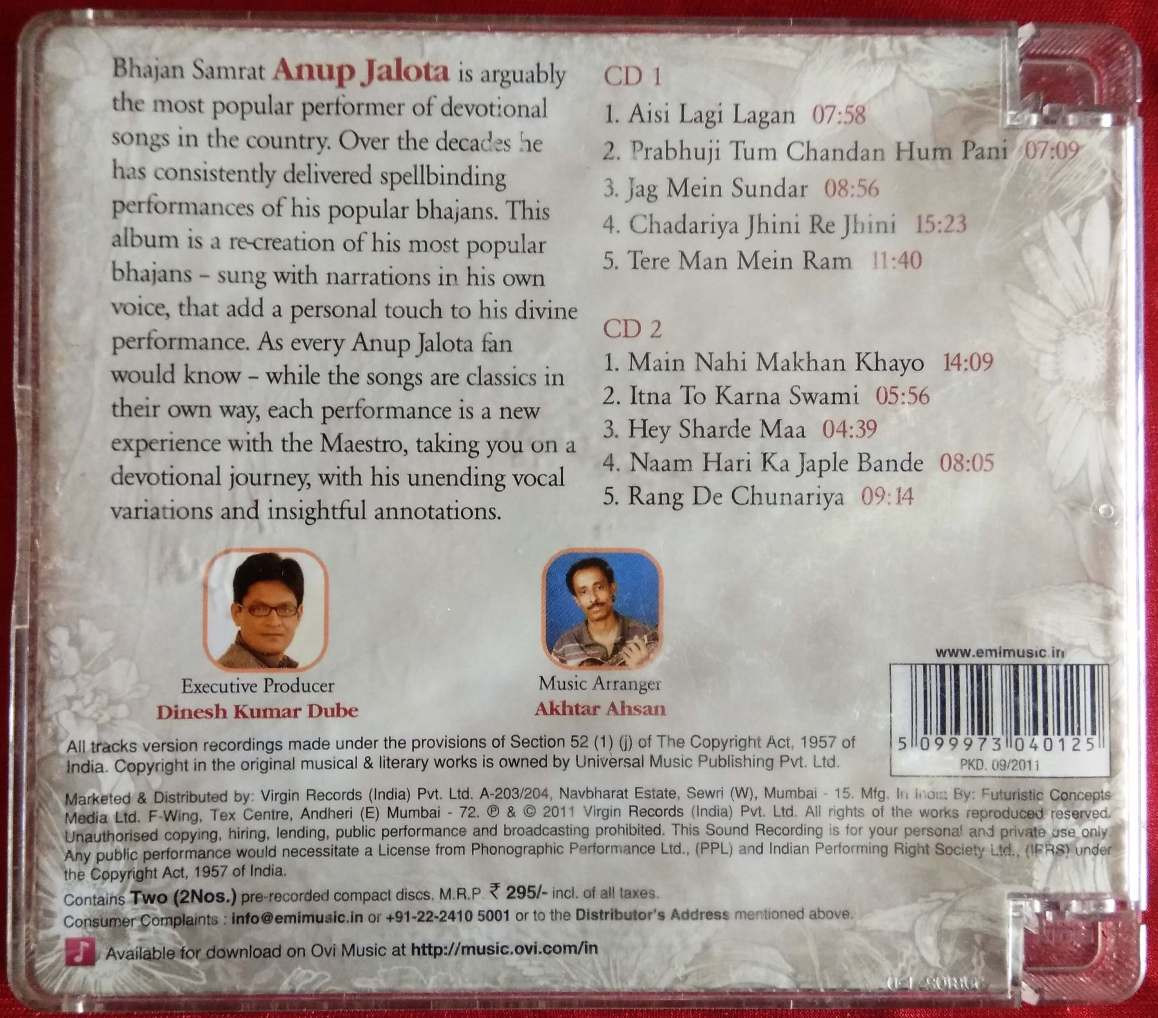 Bhajan Samrat Anup Jalota is arguably
the most popular performer of devotional
songs in the country. Over the decades he
has consistently delivered spellbinding
performances of his popular bhajans. This
album is a re-creation of his most popular
bhajans – sung with narrations in his own
voice, that add a personal touch to his divine
performance. As every Anup Jalota fan
would know – while the songs are classics in
their own way, each performance is a new
experience with the Maestro, taking you on a
devotional journey, with his unending vocal
variations and insightful annotations.
CD 1
1. Aisi Lagi Lagan 07:58
2. Prabhuji Tum Chandan Hum Pani 07:09
3. Jag Mein Sundar 08:56
4. Chadariya Jhini Re Jhini 15:23
5. Tere Man Mein Ram 11:40
CD 2
1. Main Nahi Makhan Khayo 14:09
2. Itna To Karna Swami 05:56
3. Hey Sharde Maa 04:39
4. Naam Hari Ka Japle Bande 08:05
5. Rang De Chunariya 09:14
Executive Producer
Dinesh Kumar Dube
Music Arranger
Akhtar Ahsan
www.emimusic.in
5 099973 040125
PKD. 09/2011
All tracks version recordings made under the provisions of Section 52 (1) (j) of The Copyright Act, 1957 of
India. Copyright in the original musical & literary works is owned by Universal Music Publishing Pvt. Ltd.
Marketed & Distributed by: Virgin Records (India) Pvt. Ltd. A-203/204, Navbharat Estate, Sewri (W), Mumbai - 15. Mfg. In India By: Futuristic Concepts
Media Ltd. F-Wing, Tex Centre, Andheri (E) Mumbai - 72. ℗ & © 2011 Virgin Records (India) Pvt. Ltd. All rights of the works reproduced reserved.
Unauthorised copying, hiring, lending, public performance and broadcasting prohibited. This Sound Recording is for your personal and private use only.
Any public performance would necessitate a License from Phonographic Performance Ltd., (PPL) and Indian Performing Right Society Ltd., (IPRS) under
the Copyright Act, 1957 of India.
Contains Two (2Nos.) pre-recorded compact discs. M.R.P. ₹ 295/- incl. of all taxes.
Consumer Complaints : info@emimusic.in or +91-22-2410 5001 or to the Distributor's Address mentioned above.
Available for download on Ovi Music at http://music.ovi.com/in